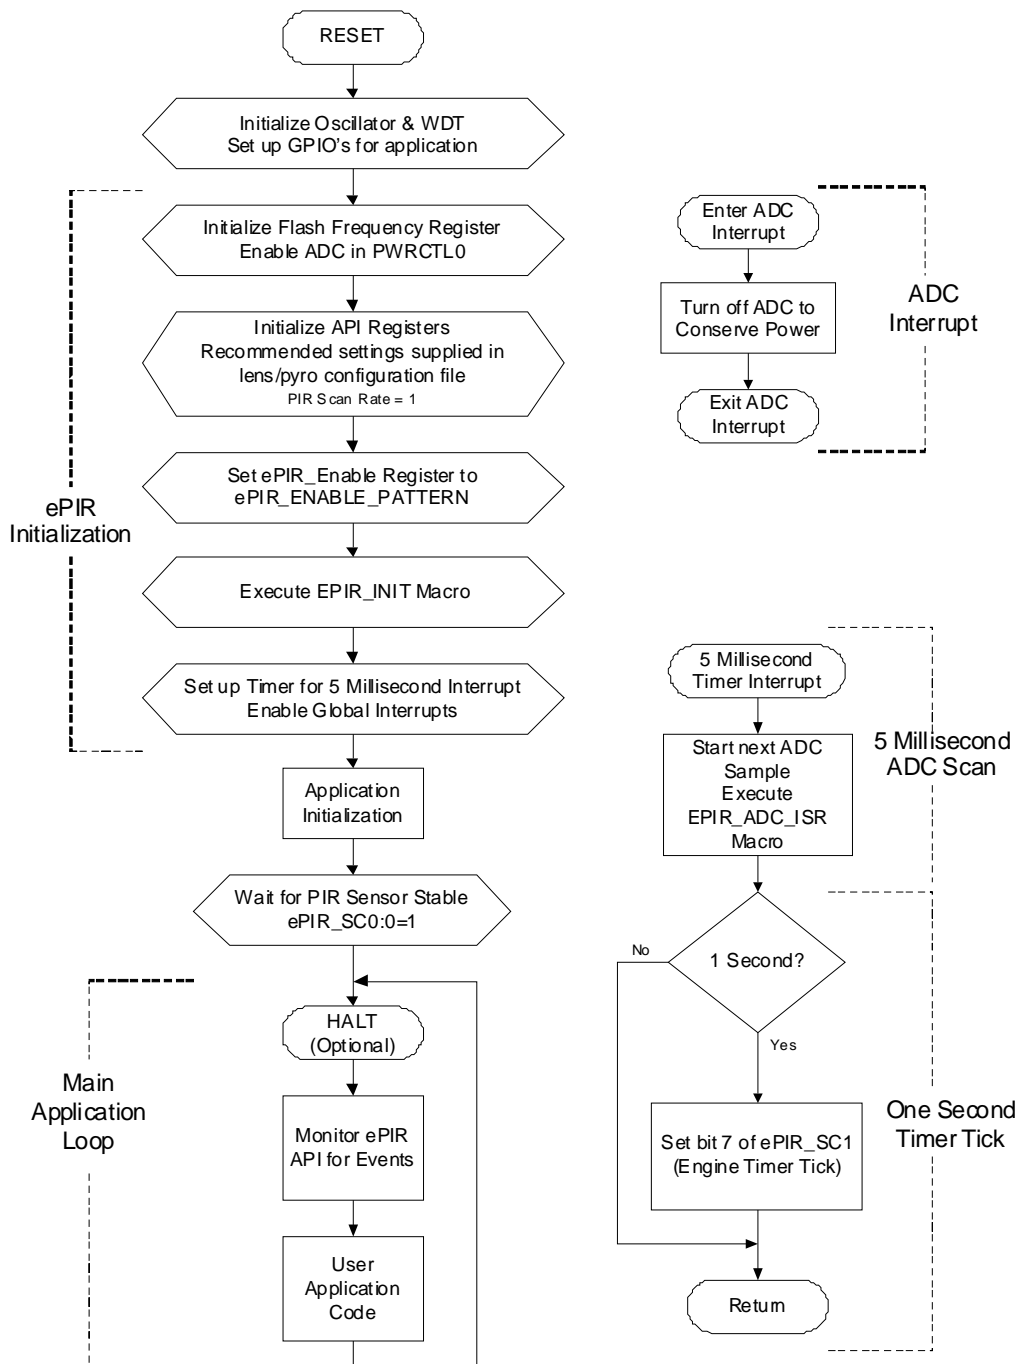 RESET
Initialize Oscillator & WDT
Set up GPIO's for application
Initialize Flash Frequency Register
Enable ADC in PWRCTL0
Initialize API Registers
Recommended settings supplied in
lens/pyro configuration file
PIR Scan Rate = 1
Set ePIR_Enable Register to
ePIR_ENABLE_PATTERN
ePIR
Initialization
Execute EPIR_INIT Macro
Set up Timer for 5 Millisecond Interrupt
Enable Global Interrupts
Application
Initialization
Wait for PIR Sensor Stable
ePIR_SC0:0=1
HALT
(Optional)
Main
Application
Loop
Monitor ePIR
API for Events
User
Application
Code
Enter ADC
Interrupt
Turn off ADC to
Conserve Power
Exit ADC
Interrupt
ADC
Interrupt
5 Millisecond
Timer Interrupt
Start next ADC
Sample
Execute
EPIR_ADC_ISR
Macro
5 Millisecond
ADC Scan
1 Second?
No
Yes
Set bit 7 of ePIR_SC1
(Engine Timer Tick)
One Second
Timer Tick
Return